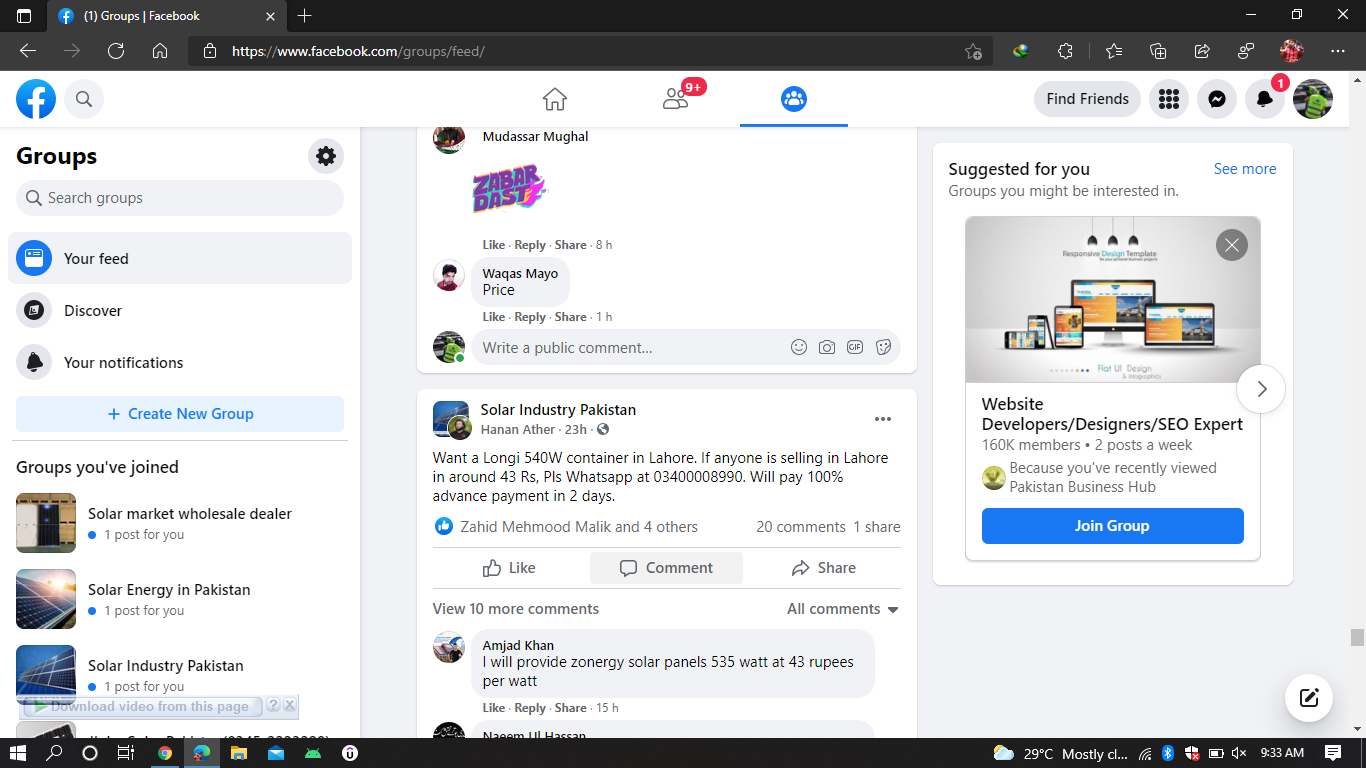 (1) Groups | Facebook
https://www.facebook.com/groups/feed/
9+
Find Friends
1
Groups
Search groups
Your feed
Discover
Your notifications
+ Create New Group
Groups you've joined
Solar market wholesale dealer
1 post for you
Solar Energy in Pakistan
1 post for you
Solar Industry Pakistan
1 post for you
Download video from this page
Mudassar Mughal
ZABAR
DAST
Like · Reply · Share · 8 h
Waqas Mayo
Price
Like · Reply · Share · 1 h
Write a public comment...
GIF
Solar Industry Pakistan
Hanan Ather · 23h ·
Want a Longi 540W container in Lahore. If anyone is selling in Lahore
in around 43 Rs, Pls Whatsapp at 03400008990. Will pay 100%
advance payment in 2 days.
Zahid Mehmood Malik and 4 others 20 comments 1 share
Like Comment Share
View 10 more comments All comments
Amjad Khan
I will provide zonergy solar panels 535 watt at 43 rupees
per watt
Like · Reply · Share · 15 h
Naeem Ul Hassan
Suggested for you See more
Groups you might be interested in.
Responsive Design Template
for your personal business projects
Flat UI Design
& Infographics
Website
Developers/Designers/SEO Expert
160K members • 2 posts a week
Because you've recently viewed
Pakistan Business Hub
Join Group
29°C Mostly cl... 9:33 AM